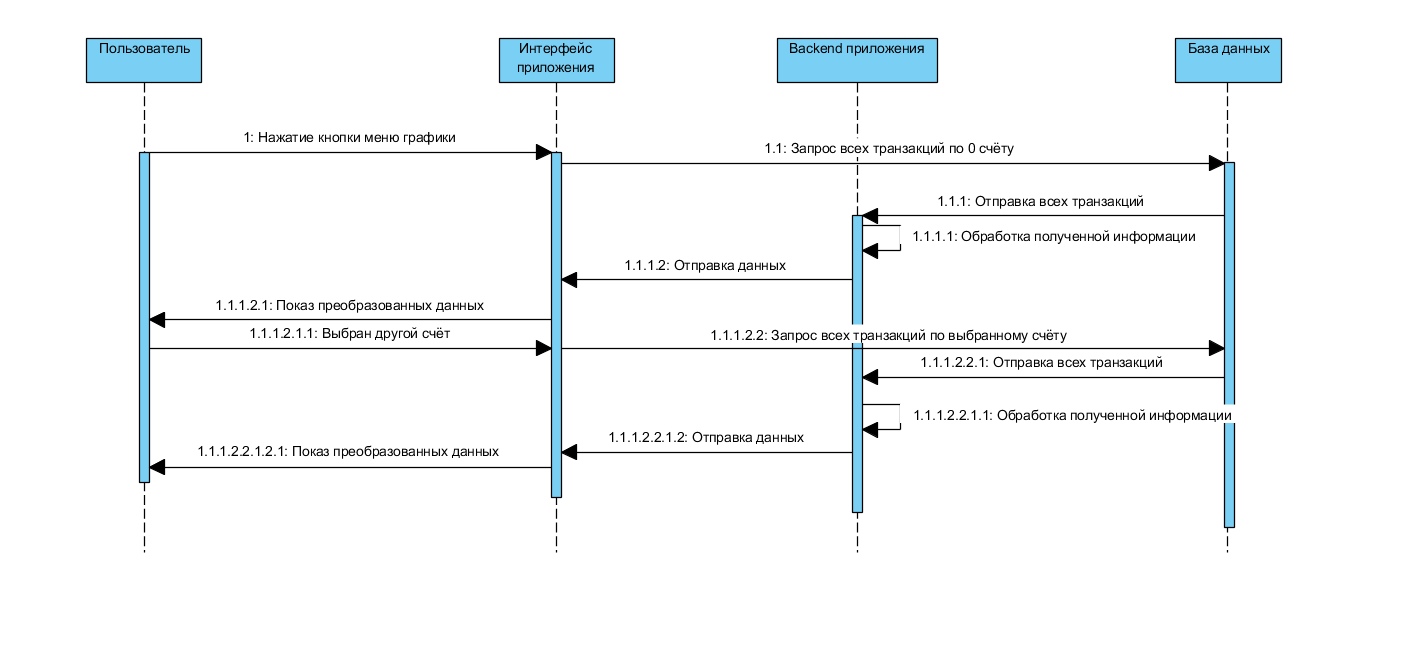 Пользователь
Интерфейс
приложения
Backend приложения
База данных
1: Нажатие кнопки меню графики
1.1: Запрос всех транзакций по 0 счёту
1.1.1: Отправка всех транзакций
1.1.1.1: Обработка полученной информации
1.1.1.2: Отправка данных
1.1.1.2.1: Показ преобразованных данных
1.1.1.2.1.1: Выбран другой счёт
1.1.1.2.2: Запрос всех транзакций по выбранному счёту
1.1.1.2.2.1: Отправка всех транзакций
1.1.1.2.2.1.1: Обработка полученной информации
1.1.1.2.2.1.2: Отправка данных
1.1.1.2.2.1.2.1: Показ преобразованных данных